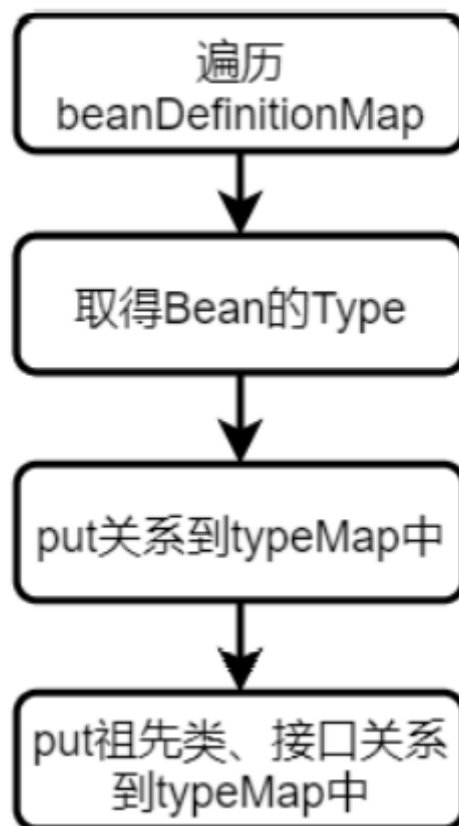 遍历
beanDefinitionMap
取得Bean的Type
put关系到typeMap中
put祖先类、接口关系
到typeMap中